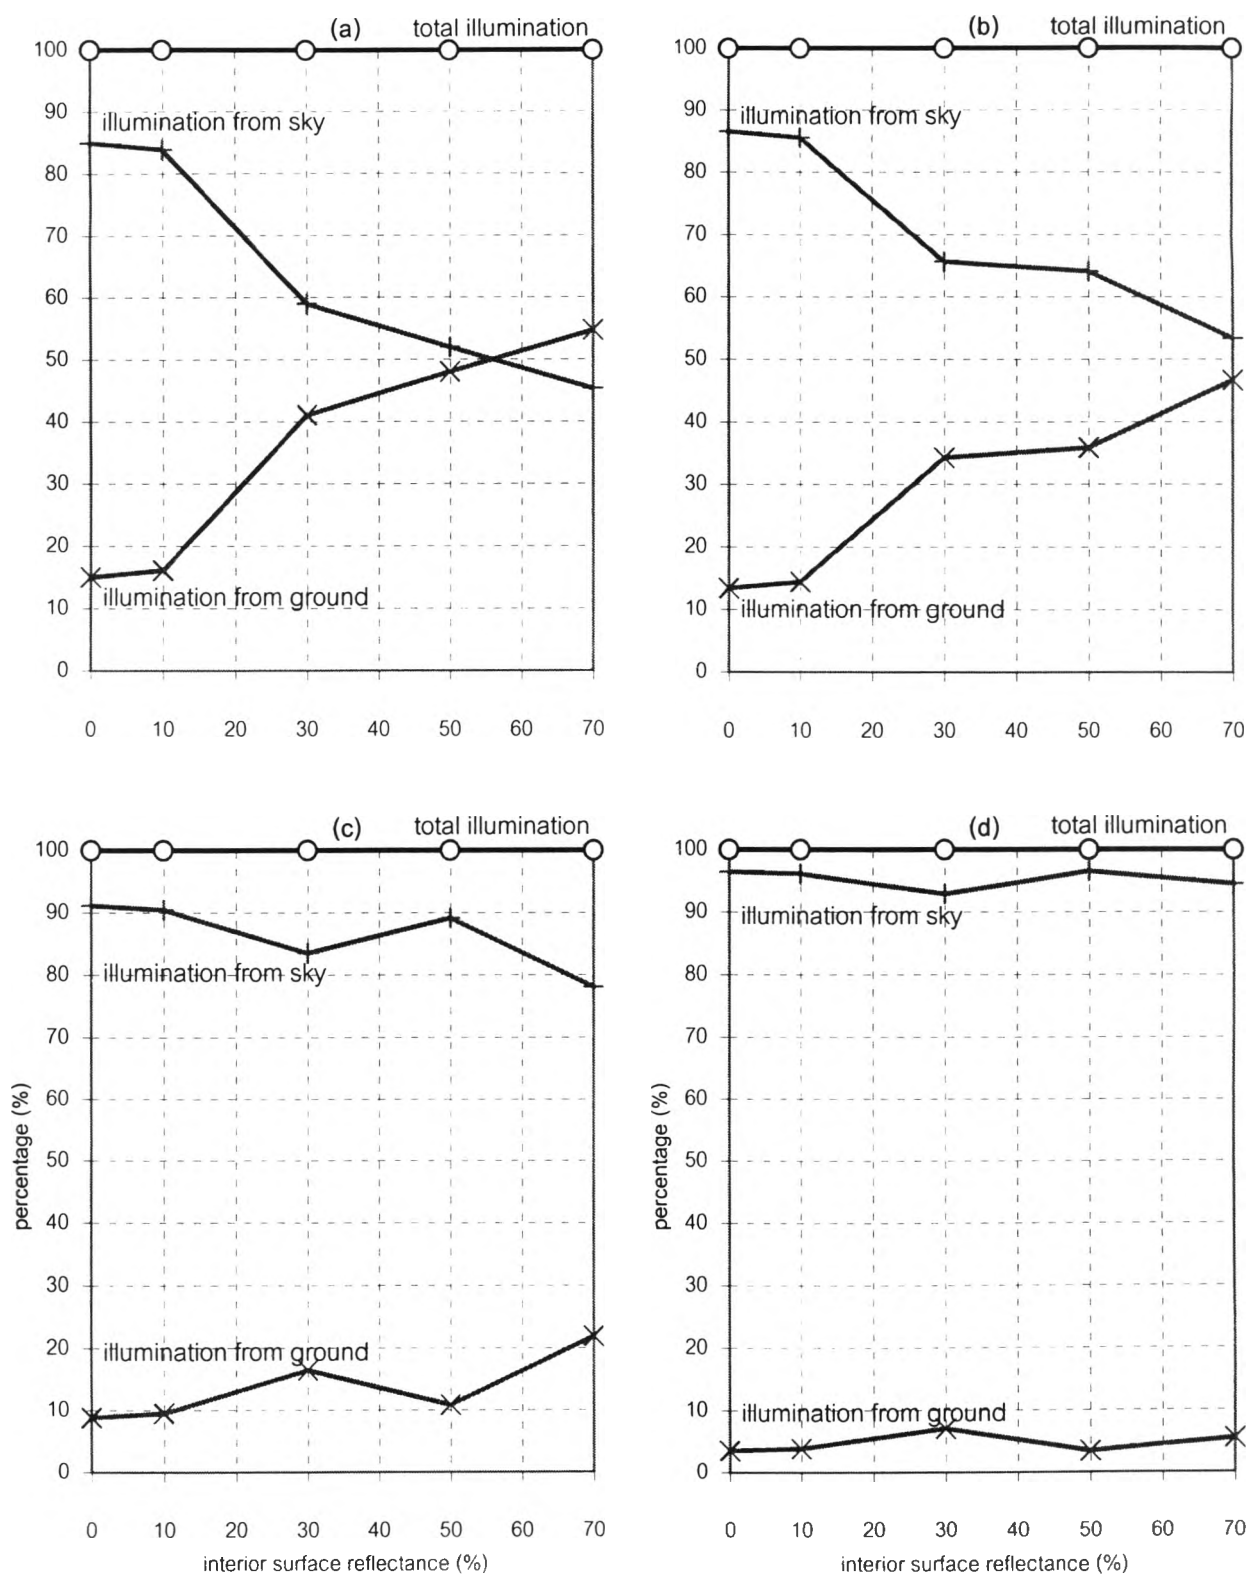 (a) total illumination
100
90
illumination from sky
80
70
60
50
40
30
20
10
illumination from ground
0
0 10 20 30 40 50 60 70
(b) total illumination
100
90
illumination from sky
80
70
60
50
40
30
20
10
illumination from ground
0
0 10 20 30 40 50 60 70
(c) total illumination
100
90
illumination from sky
80
70
60
percentage (%)
50
40
30
20
illumination from ground
10
0
0 10 20 30 40 50 60 70
interior surface reflectance (%)
(d) total illumination
100
90
illumination from sky
80
70
60
percentage (%)
50
40
30
20
10
illumination from ground
0
0 10 20 30 40 50 60 70
interior surface reflectance (%)